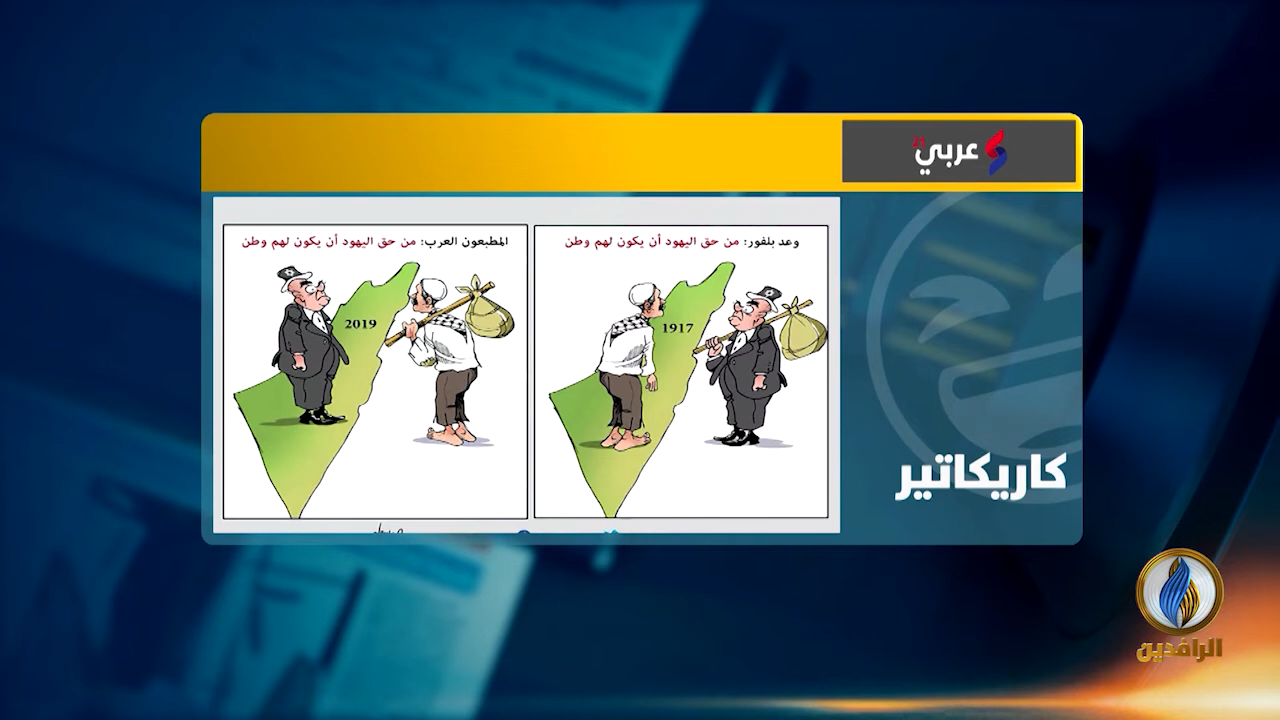 عربي21
وعد بلفور: من حق اليهود أن يكون لهم وطن
1917
المطبعون العرب: من حق اليهود أن يكون لهم وطن
2019
كاريكاتير
الرافدين